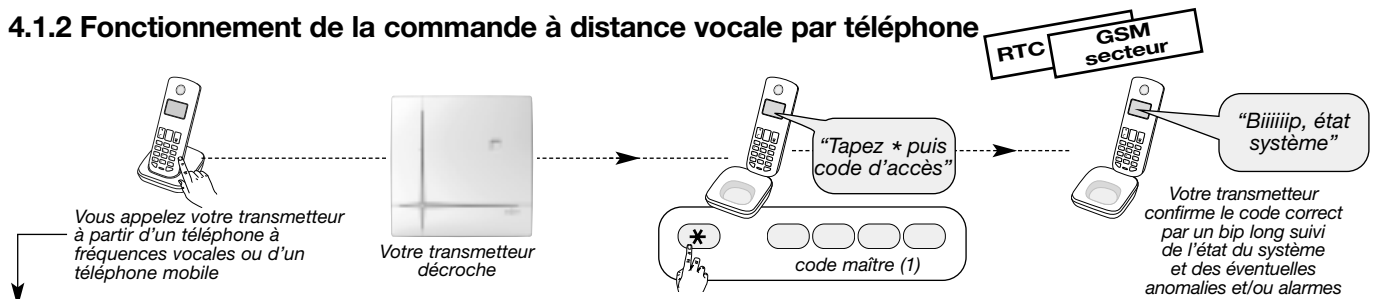 4.1.2 Fonctionnement de la commande à distance vocale par téléphone
RTC
GSM
secteur
Vous appelez votre transmetteur
à partir d'un téléphone à
fréquences vocales ou d'un
téléphone mobile
Votre transmetteur
décroche
“Tapez * puis
code d'accès”
*
code maître (1)
“Biiiiiip, état
système”
Votre transmetteur
confirme le code correct
par un bip long suivi
de l'état du système
et des éventuelles
anomalies et/ou alarmes